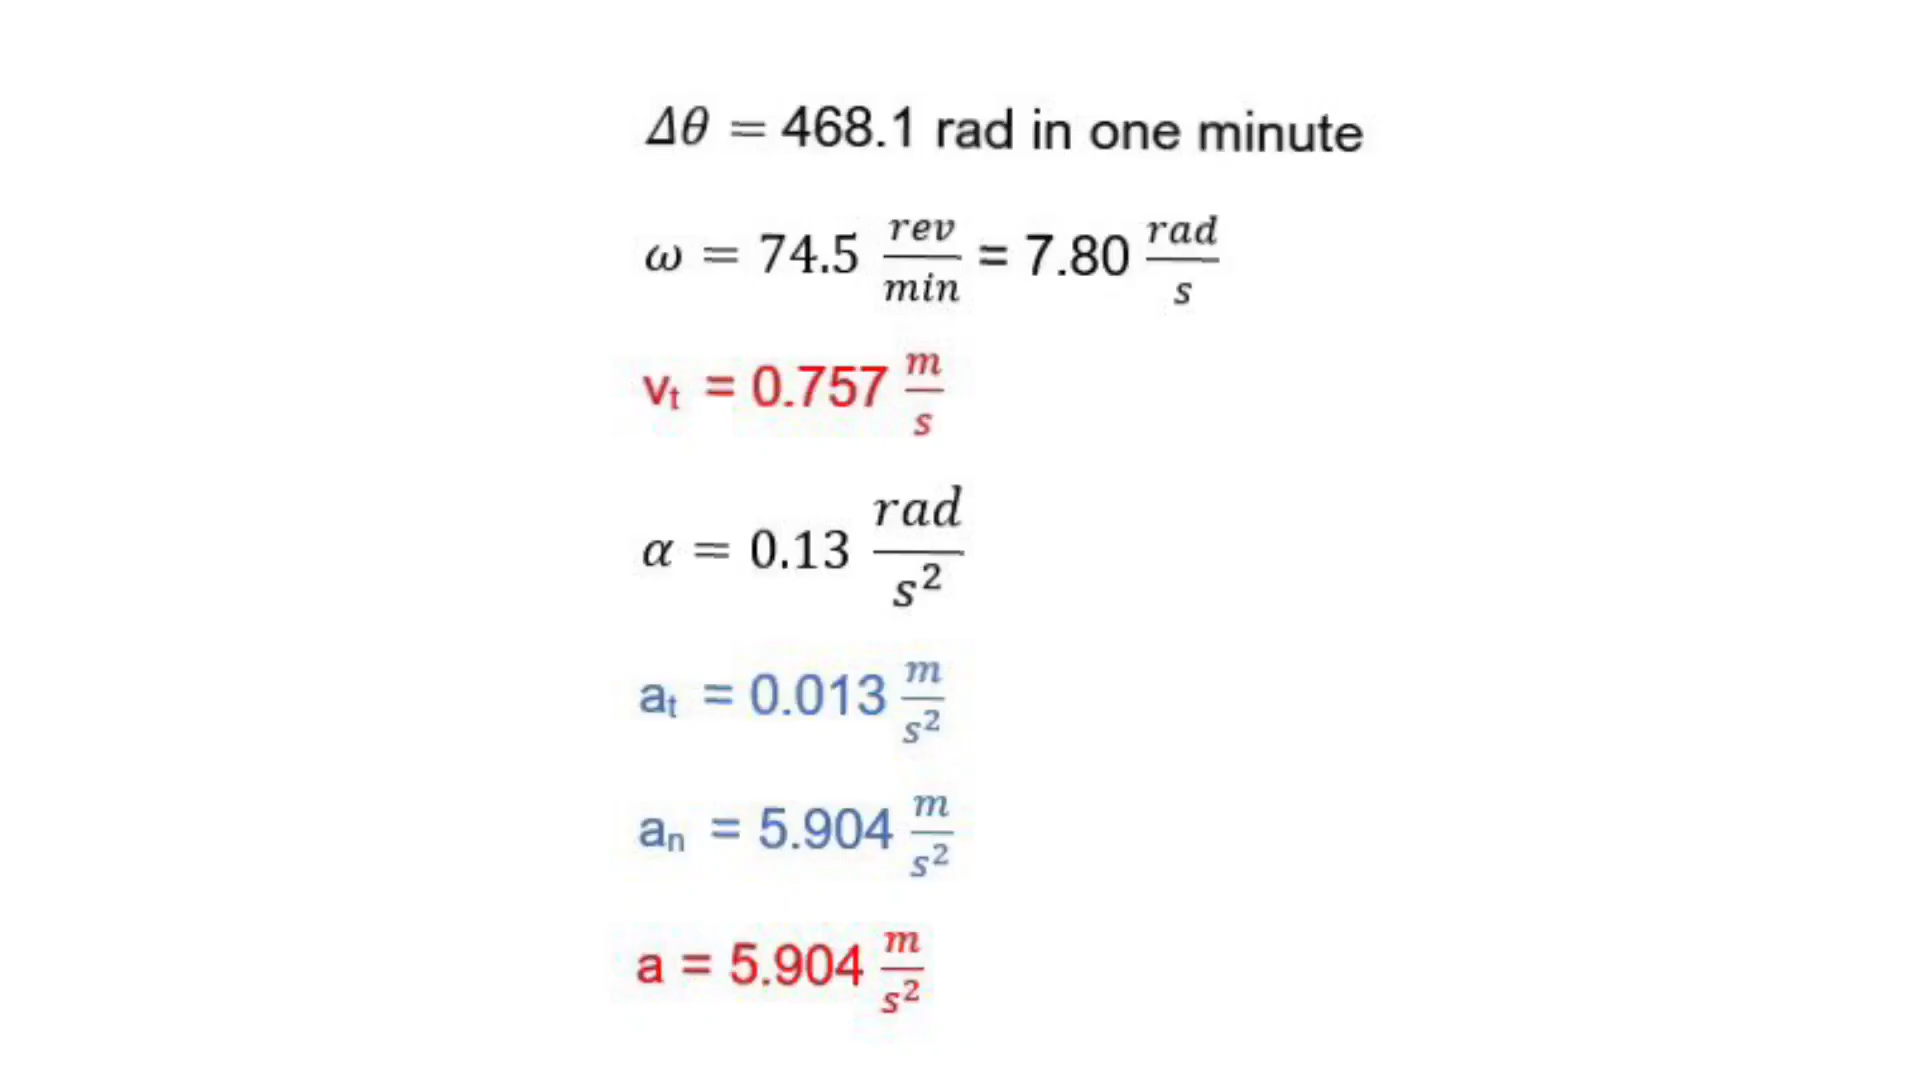 Δθ = 468.1 rad in one minute
ω = 74.5 rev/min = 7.80 rad/s
vₜ = 0.757 m/s
α = 0.13 rad/s²
aₜ = 0.013 m/s²
aₙ = 5.904 m/s²
a = 5.904 m/s²